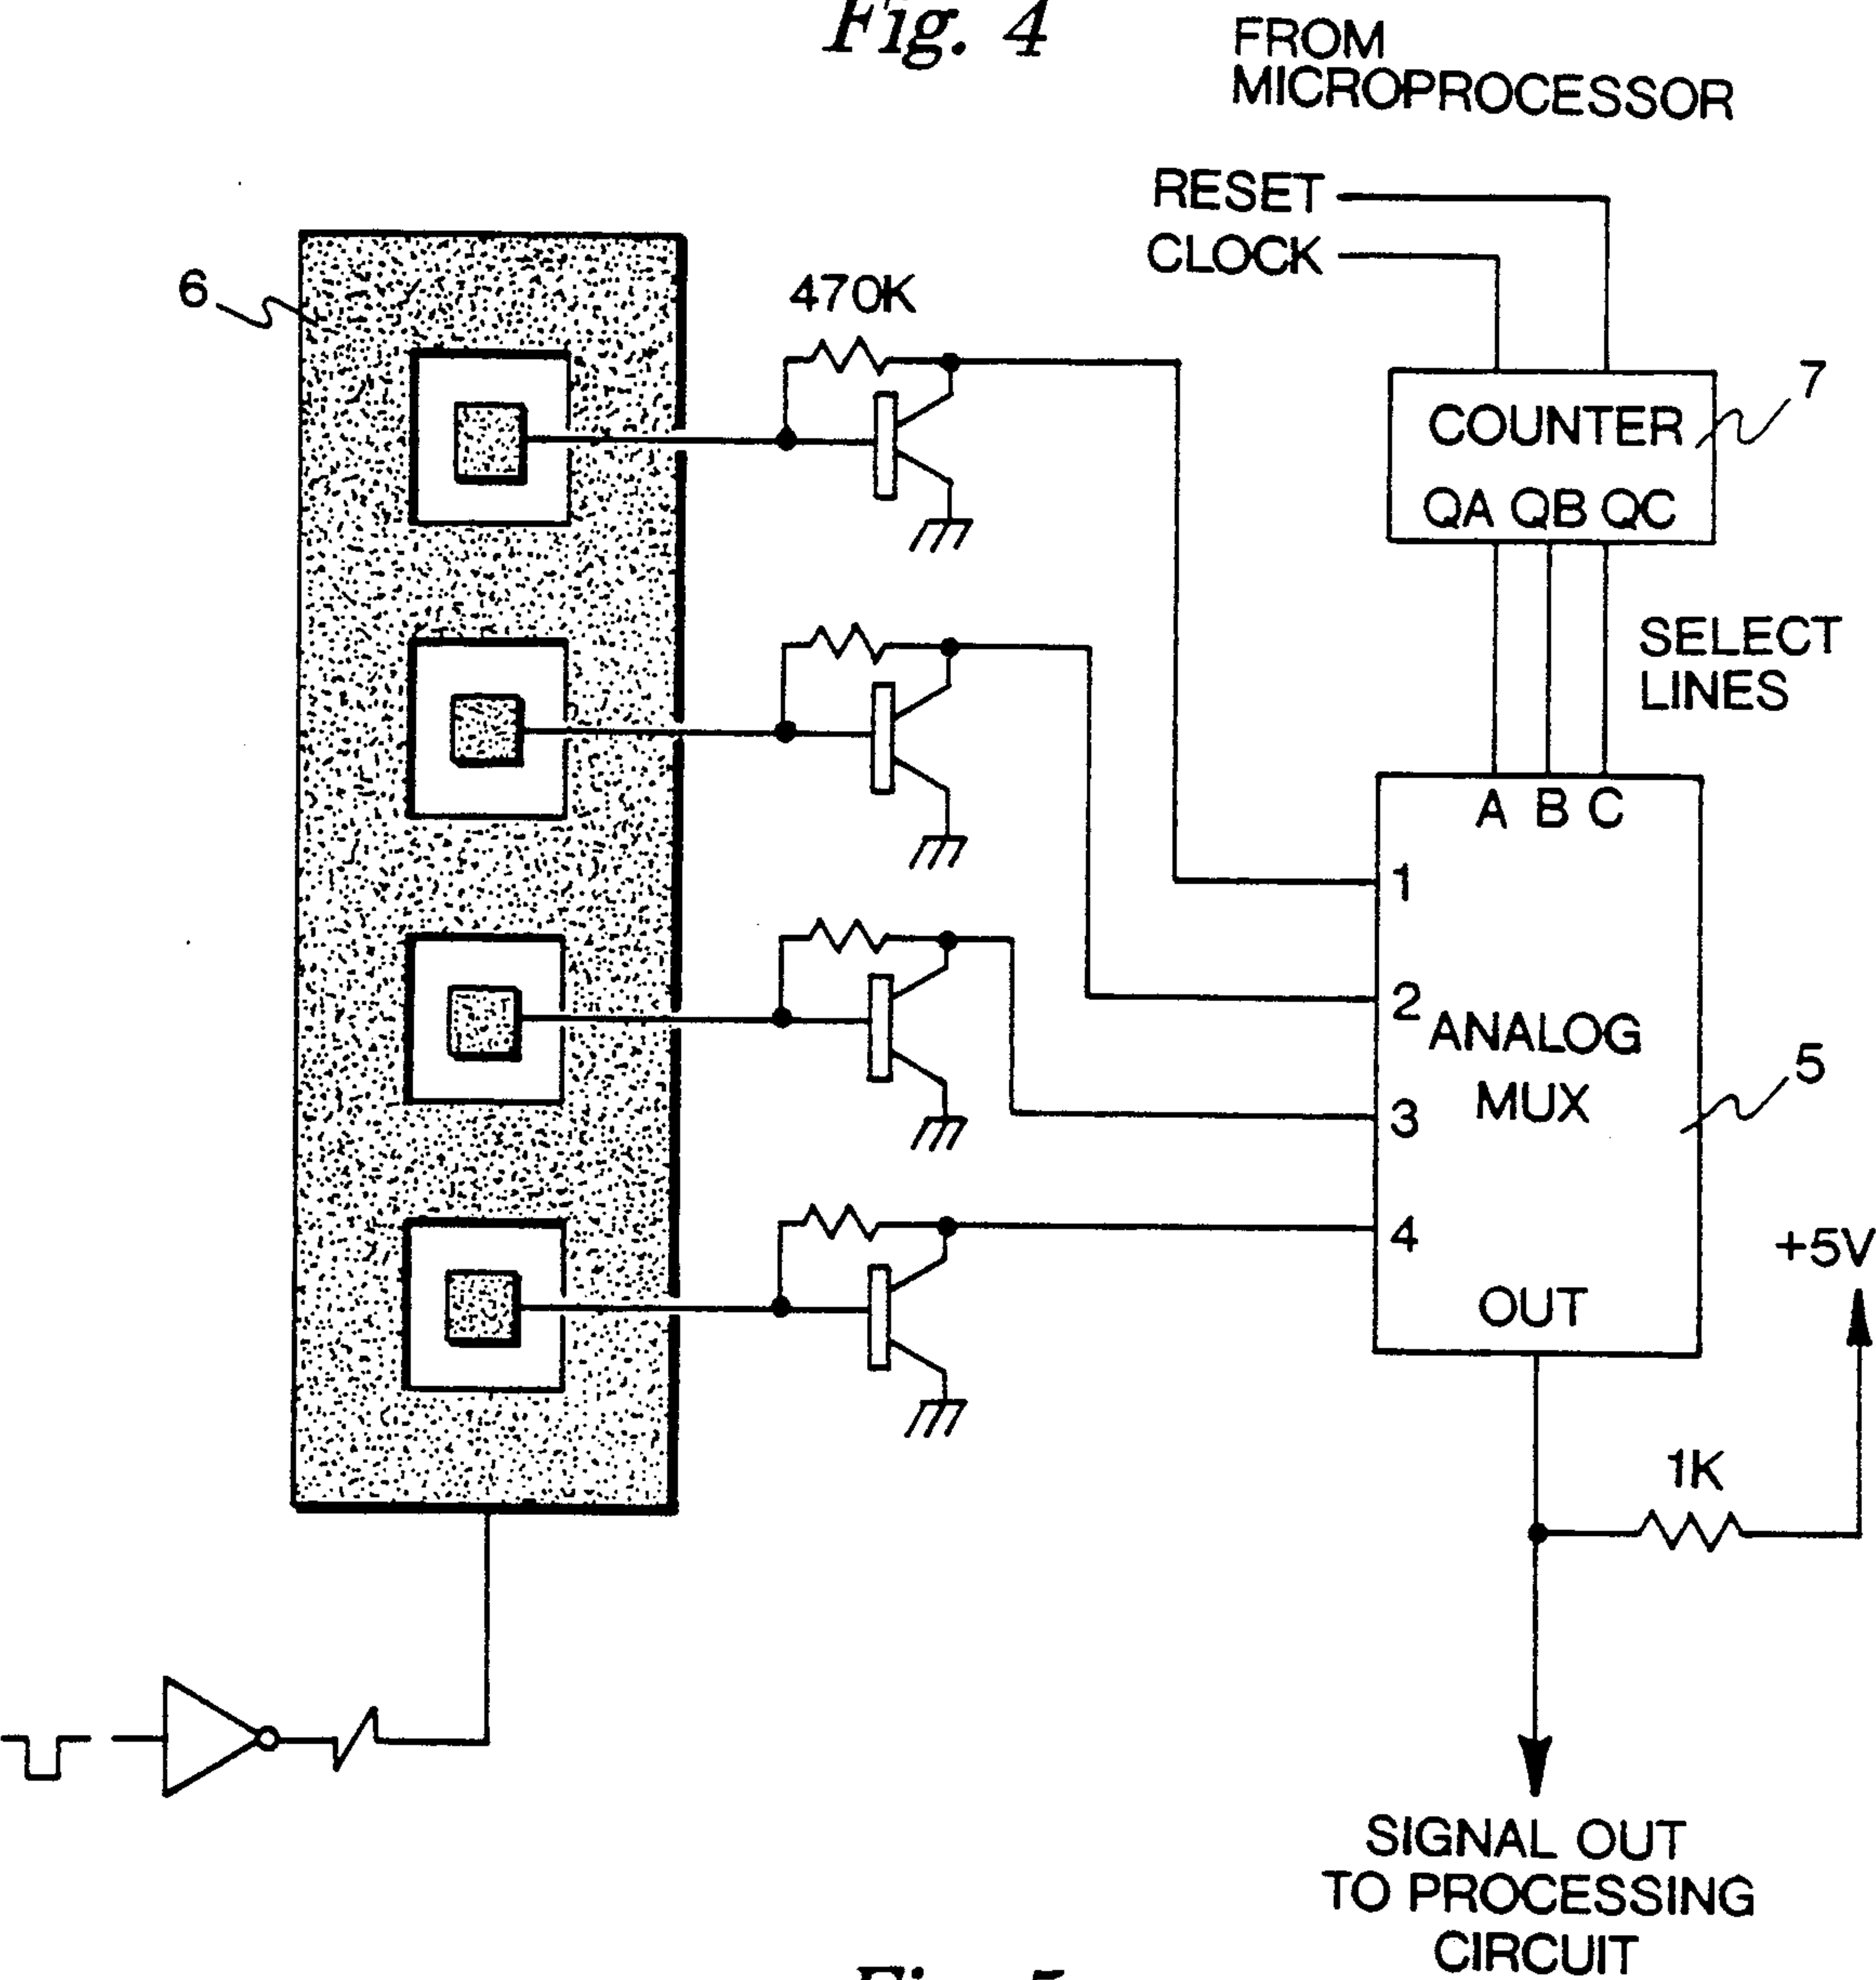 Fig. 4
FROM
MICROPROCESSOR
RESET
CLOCK
6
470K
7
COUNTER
QA QB QC
SELECT
LINES
A B C
1
2
ANALOG
MUX
5
3
4
+5V
OUT
1K
SIGNAL OUT
TO PROCESSING
CIRCUIT